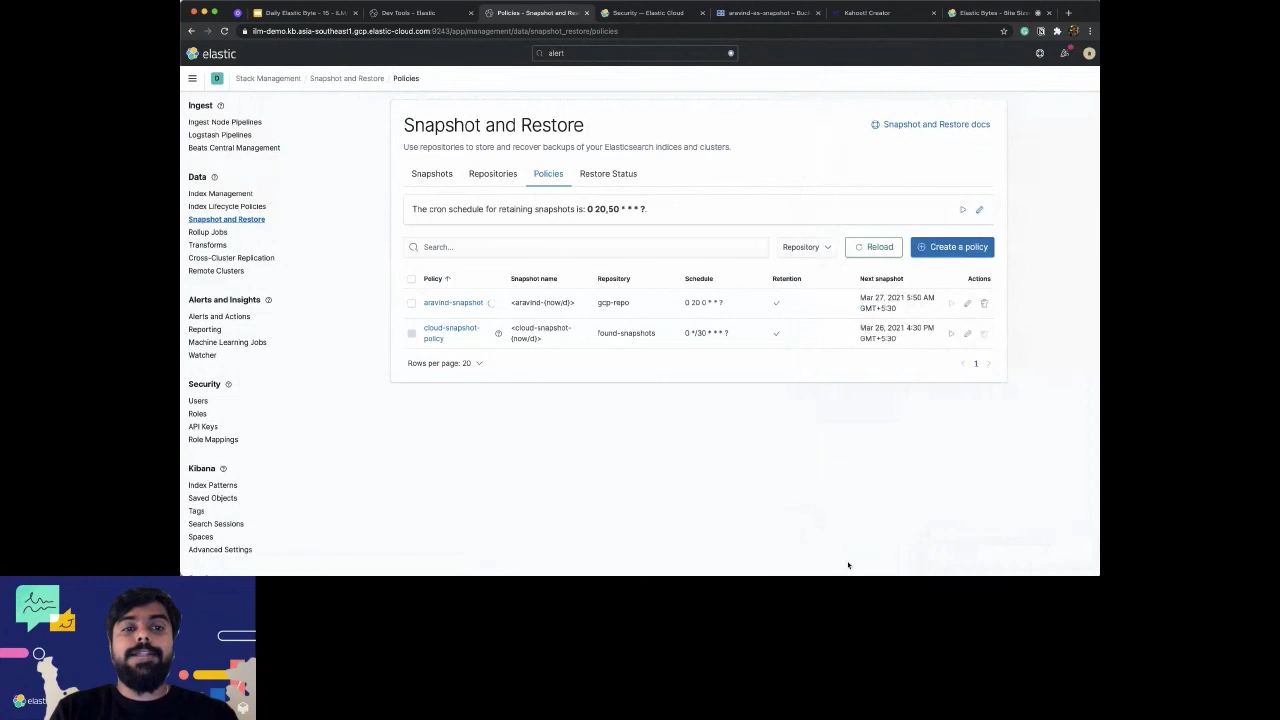 Daily Elastic Byte - 15 - ILM
Dev Tools - Elastic
Policies - Snapshot and Res
Security — Elastic Cloud
aravind-es-snapshot – Buck
Kahoot! Creator
Elastic Bytes - Bite Size
ilm-demo.kb.asia-southeast1.gcp.elastic-cloud.com:9243/app/management/data/snapshot_restore/policies
elastic
alert
a
D
Stack Management / Snapshot and Restore / Policies
Ingest
Ingest Node Pipelines
Logstash Pipelines
Beats Central Management
Data
Index Management
Index Lifecycle Policies
Snapshot and Restore
Rollup Jobs
Transforms
Cross-Cluster Replication
Remote Clusters
Alerts and Insights
Alerts and Actions
Reporting
Machine Learning Jobs
Watcher
Security
Users
Roles
API Keys
Role Mappings
Kibana
Index Patterns
Saved Objects
Tags
Search Sessions
Spaces
Advanced Settings
Snapshot and Restore
Snapshot and Restore docs
Use repositories to store and recover backups of your Elasticsearch indices and clusters.
Snapshots Repositories Policies Restore Status
The cron schedule for retaining snapshots is: 0 20,50 * * * ?.
Search...
Repository
Reload
Create a policy
Policy Snapshot name Repository Schedule Retention Next snapshot Actions
aravind-snapshot <aravind-{now/d}> gcp-repo 0 20 0 * * ? Mar 27, 2021 5:50 AM GMT+5:30
cloud-snapshot-policy <cloud-snapshot-{now/d}> found-snapshots 0 */30 * * * ? Mar 26, 2021 4:30 PM GMT+5:30
Rows per page: 20
1
elastic